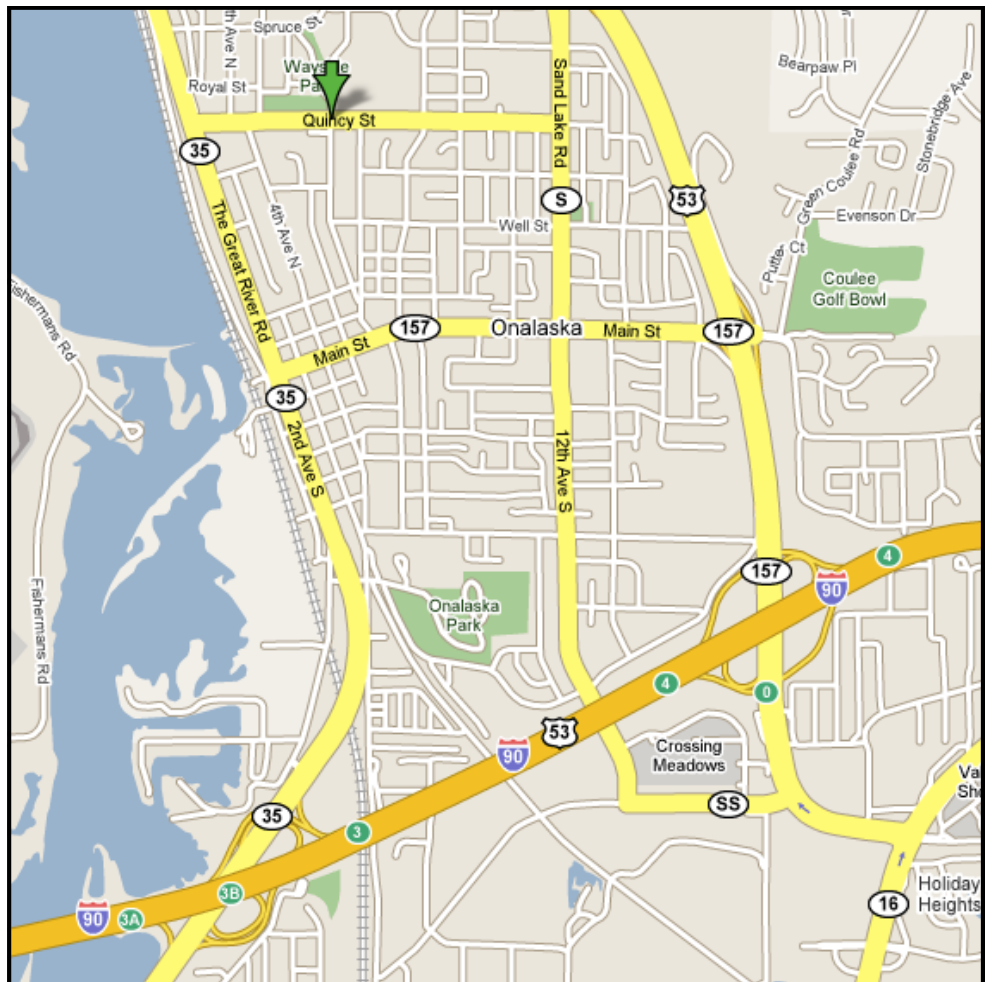 Spruce St
th Ave N
Royal St
Quincy St
35
Sand Lake Rd
S
53
Bearpaw Pl
Stonebridge Ave
Green Coulee Rd
Evenson Dr
Putter Ct
Coulee
Golf Bowl
Well St
4th Ave N
The Great River Rd
157
Onalaska
Main St
157
Main St
35
2nd Ave S
12th Ave S
Fishermans Rd
Fishermans Rd
Onalaska
Park
157
4
90
4
0
53
90
Crossing
Meadows
SS
35
3
3B
3A
90
16
Holiday
Heights